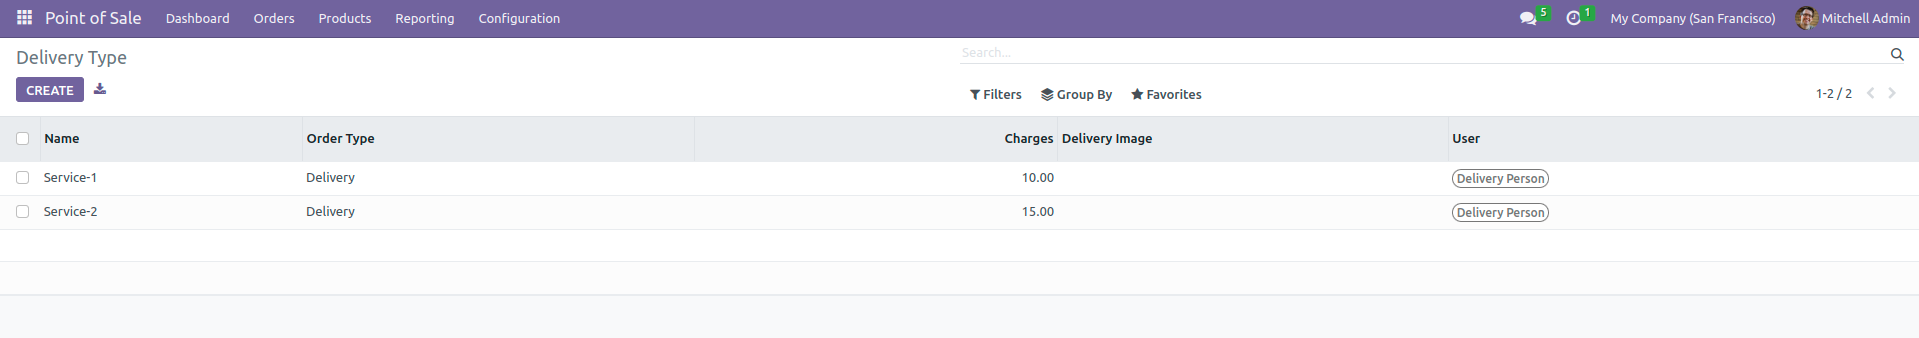 Point of Sale Dashboard Orders Products Reporting Configuration 5 1 My Company (San Francisco) Mitchell Admin
Delivery Type Search...
CREATE Filters Group By Favorites 1-2 / 2
Name Order Type Charges Delivery Image User
Service-1 Delivery 10.00 Delivery Person
Service-2 Delivery 15.00 Delivery Person